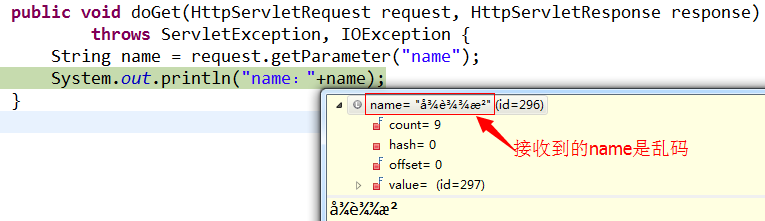 public void doGet(HttpServletRequest request, HttpServletResponse response)
throws ServletException, IOException {
String name = request.getParameter("name");
System.out.println("name："+name);
}
name= "å¾è¾¾æ²" (id=296)
count= 9
hash= 0
offset= 0
value= (id=297)
接收到的name是乱码
å¾è¾¾æ²